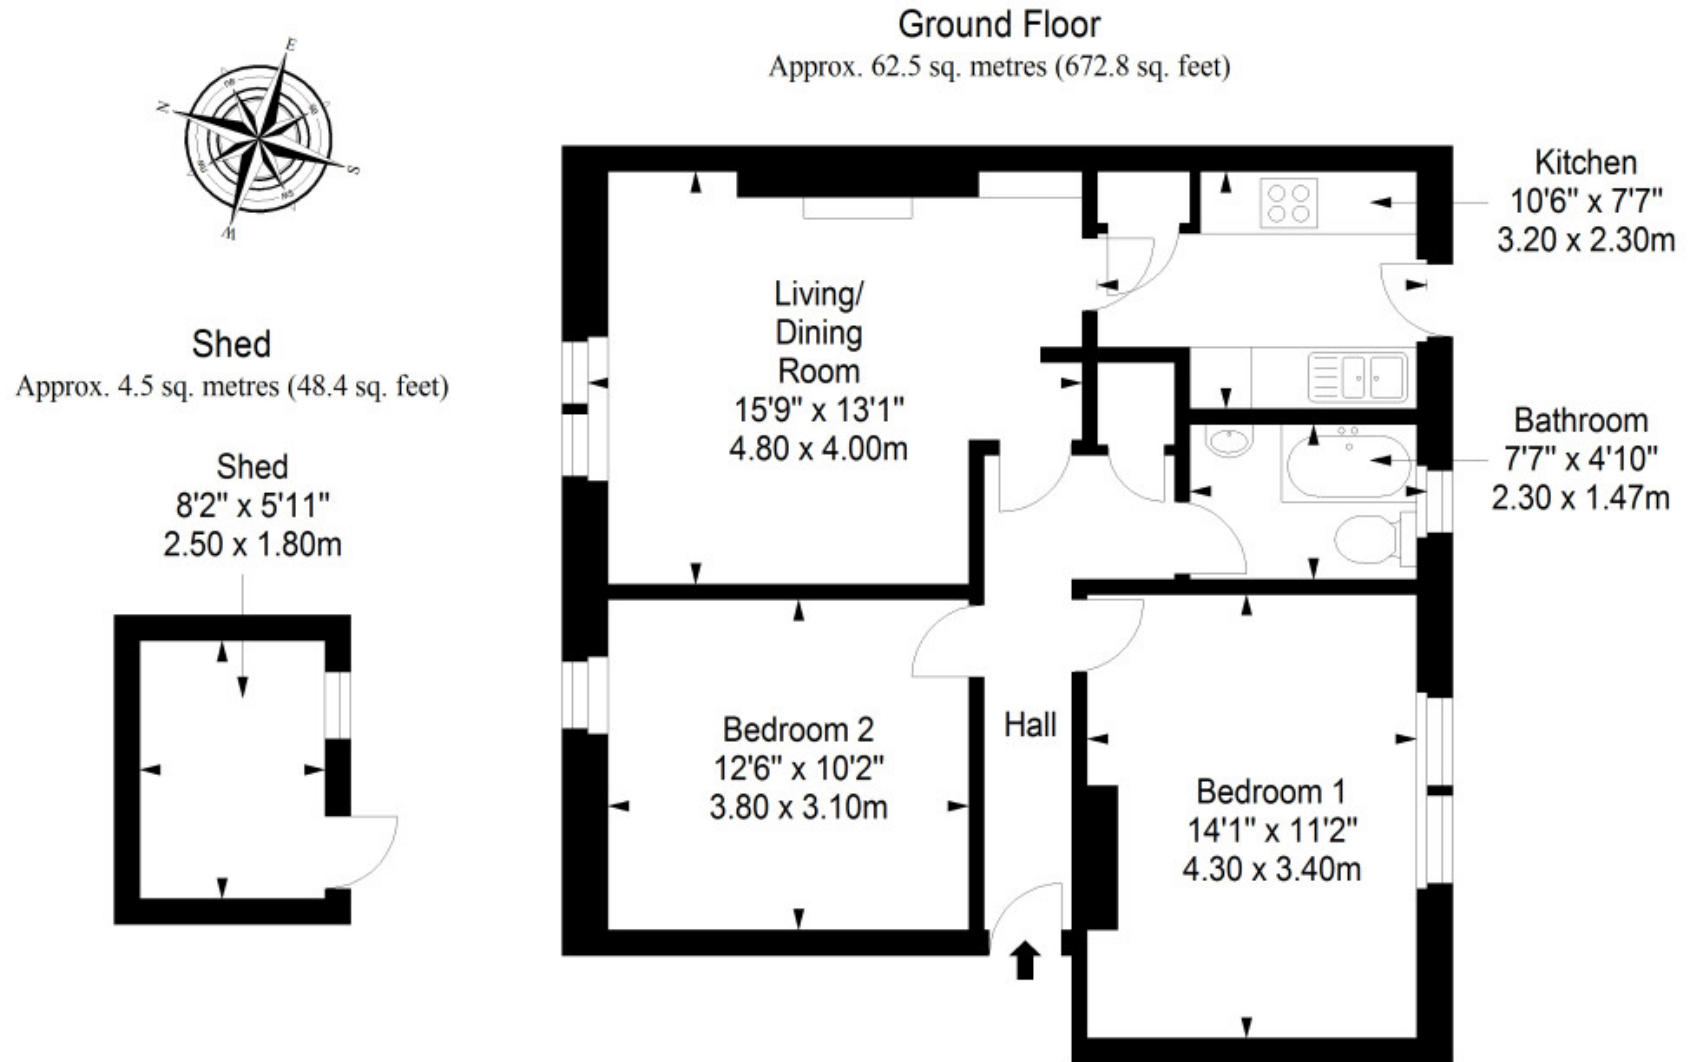 Ground Floor
Approx. 62.5 sq. metres (672.8 sq. feet)
E
N
S
W
Kitchen
10'6" x 7'7"
3.20 x 2.30m
Living/
Dining
Room
15'9" x 13'1"
4.80 x 4.00m
Shed
Approx. 4.5 sq. metres (48.4 sq. feet)
Shed
8'2" x 5'11"
2.50 x 1.80m
Bathroom
7'7" x 4'10"
2.30 x 1.47m
Bedroom 2
12'6" x 10'2"
3.80 x 3.10m
Hall
Bedroom 1
14'1" x 11'2"
4.30 x 3.40m